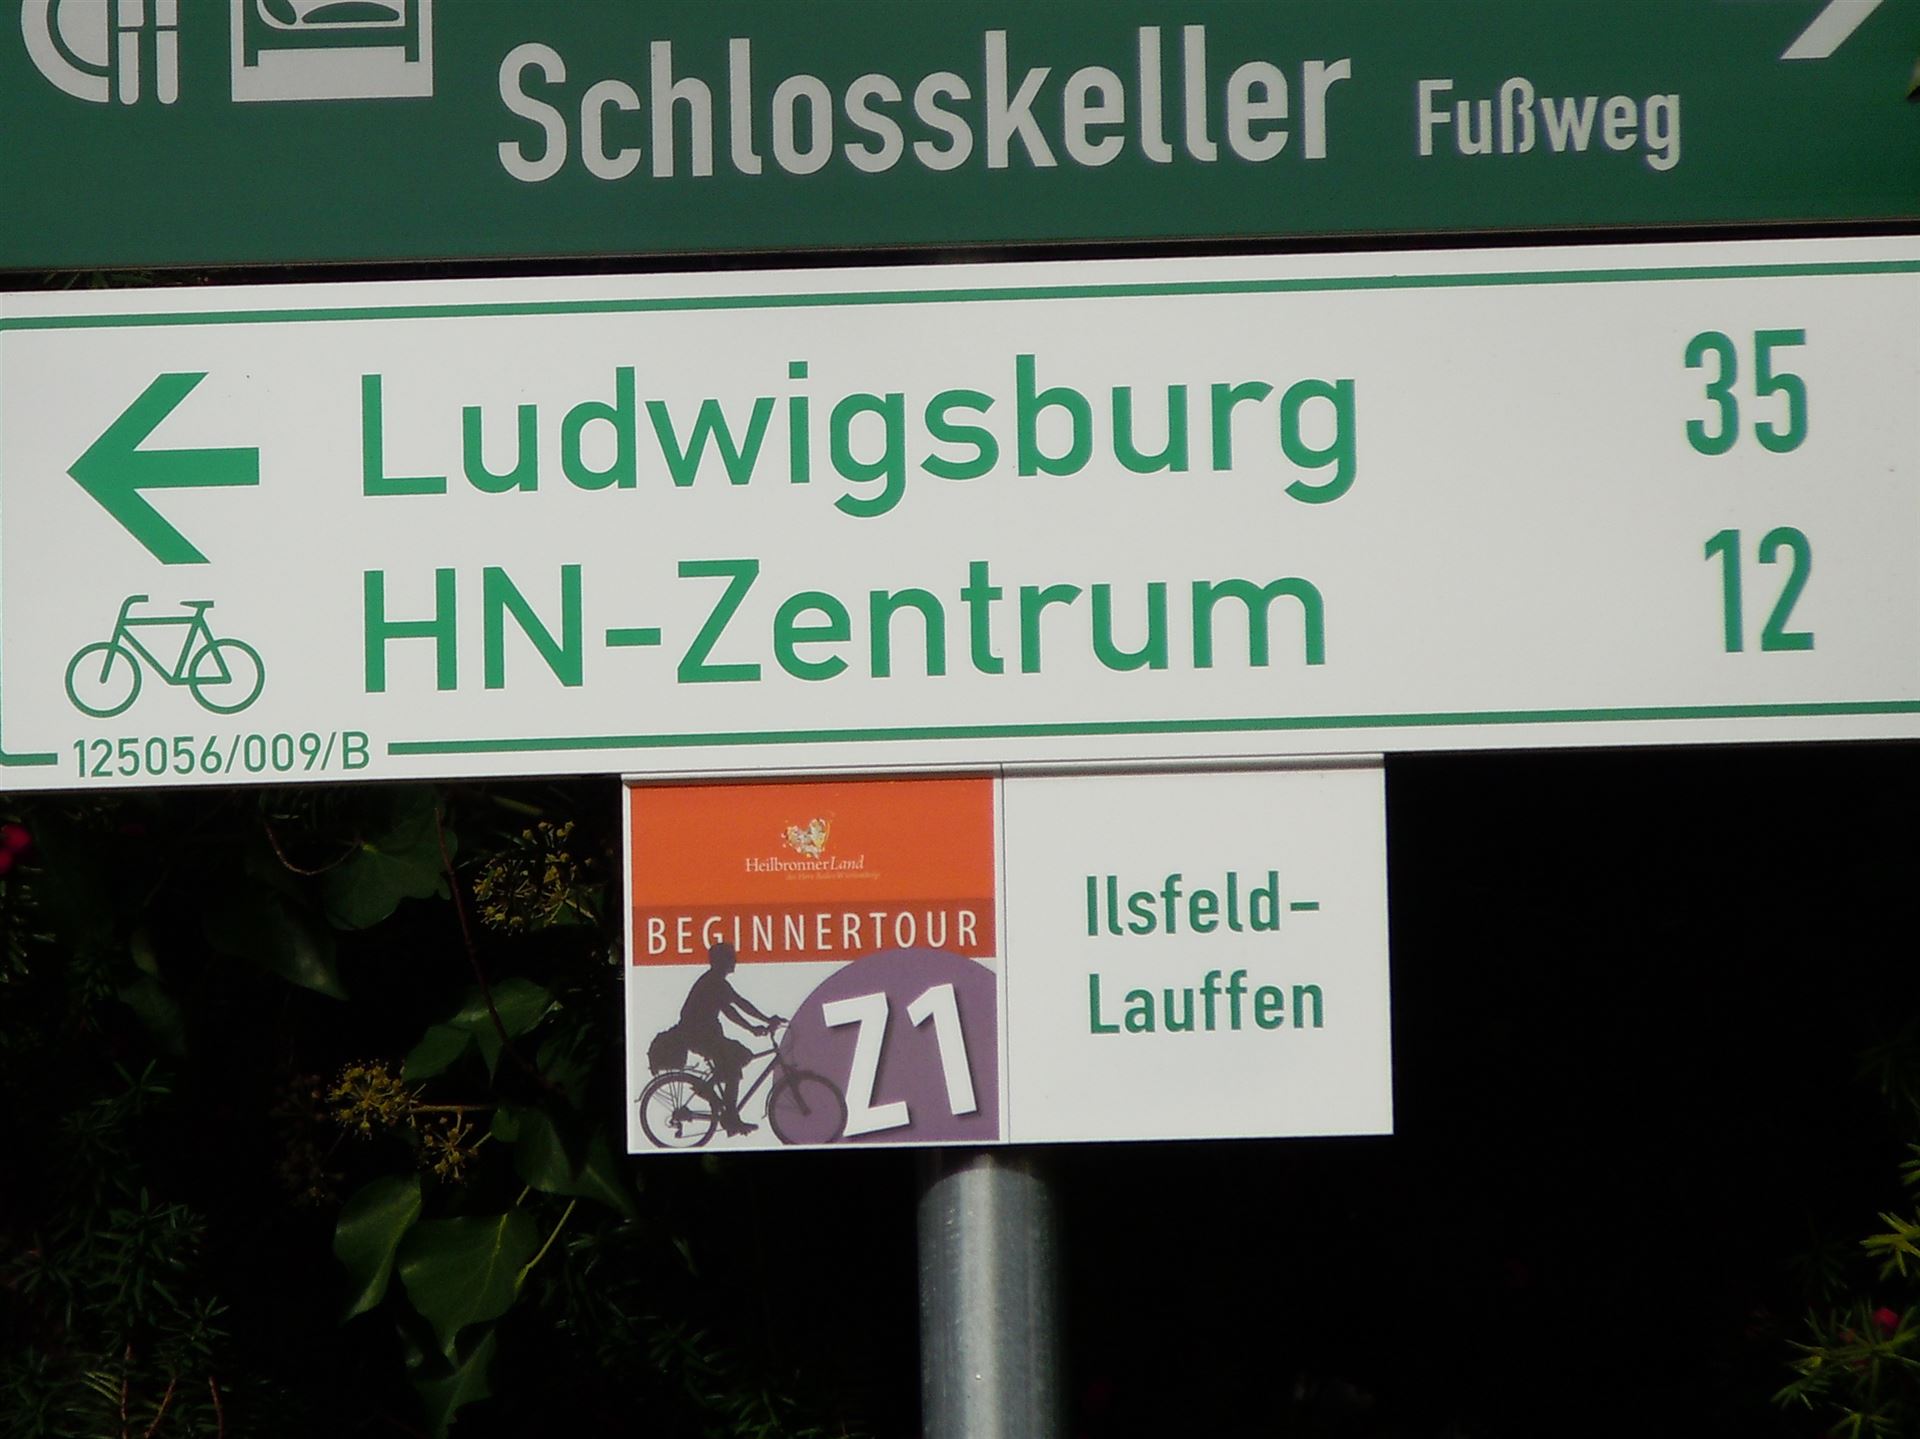 Schlosskeller Fußweg
Ludwigsburg 35
HN-Zentrum 12
125056/009/B
HeilbronnerLand
BEGINNERTOUR
Z1
Ilsfeld-
Lauffen